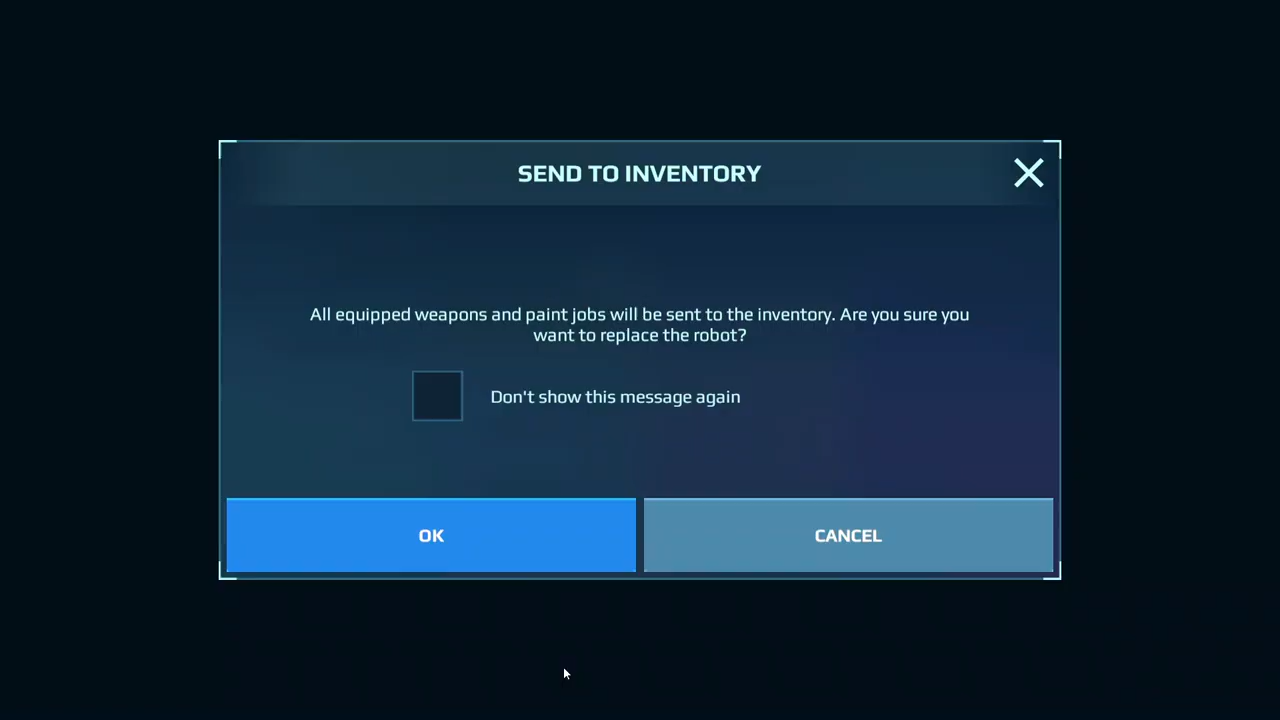 SEND TO INVENTORY
All equipped weapons and paint jobs will be sent to the inventory. Are you sure you
want to replace the robot?
Don't show this message again
OK
CANCEL